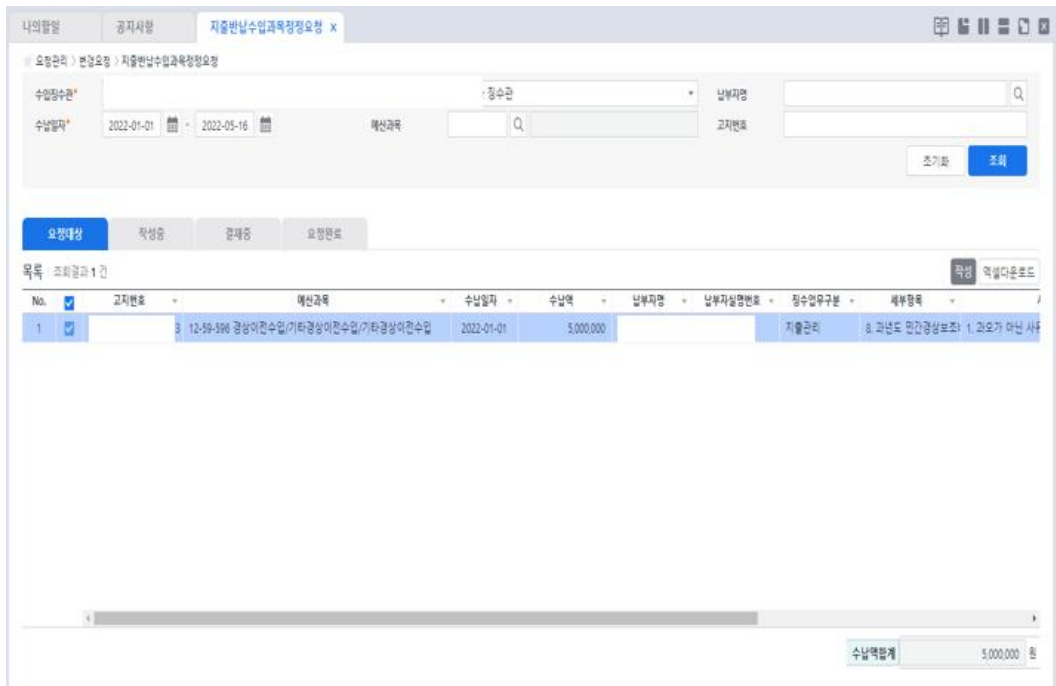 나의할일 공지사항 지출반납수입과목정정요청 x
요청관리 > 변경요청 > 지출반납수입과목정정요청
수입징수관* 징수관 납부자명
수납일자* 2022-01-01 - 2022-05-16 예산과목 고지번호
초기화 조회
요청대상 작성중 결재중 요청완료
목록 조회결과 1 건 작성 엑셀다운로드
No. 고지번호 예산과목 수납일자 수납액 납부자명 납부자실명번호 징수업무구분 세부항목
1 3 12-59-596 경상이전수입/기타경상이전수입/기타경상이전수입 2022-01-01 5,000,000 지출관리 8. 과년도 민간경상보조 1. 과오가 아닌 사유
수납액합계 5,000,000 원